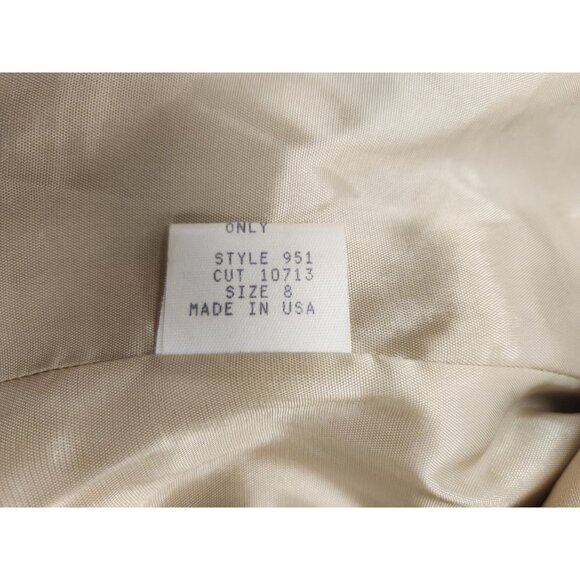 ONLY
STYLE 951
CUT 10713
SIZE 8
MADE IN USA